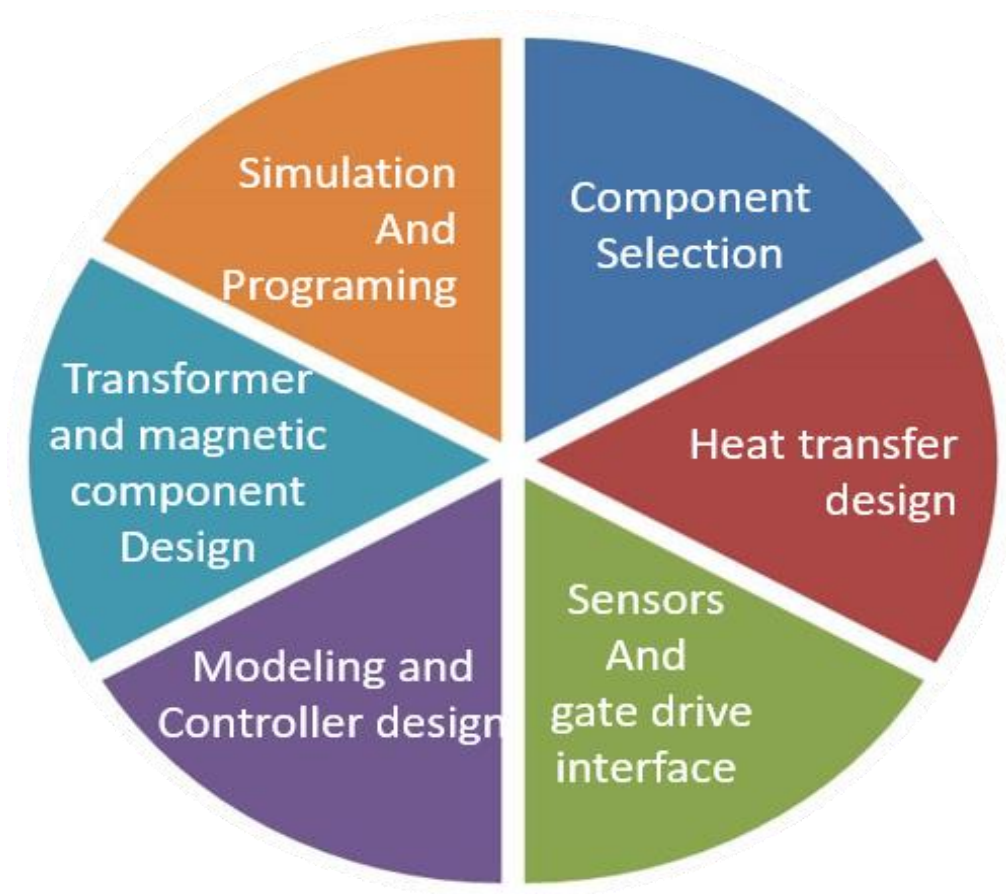 Simulation
And
Programing
Component
Selection
Transformer
and magnetic
component
Design
Heat transfer
design
Modeling and
Controller design
Sensors
And
gate drive
interface